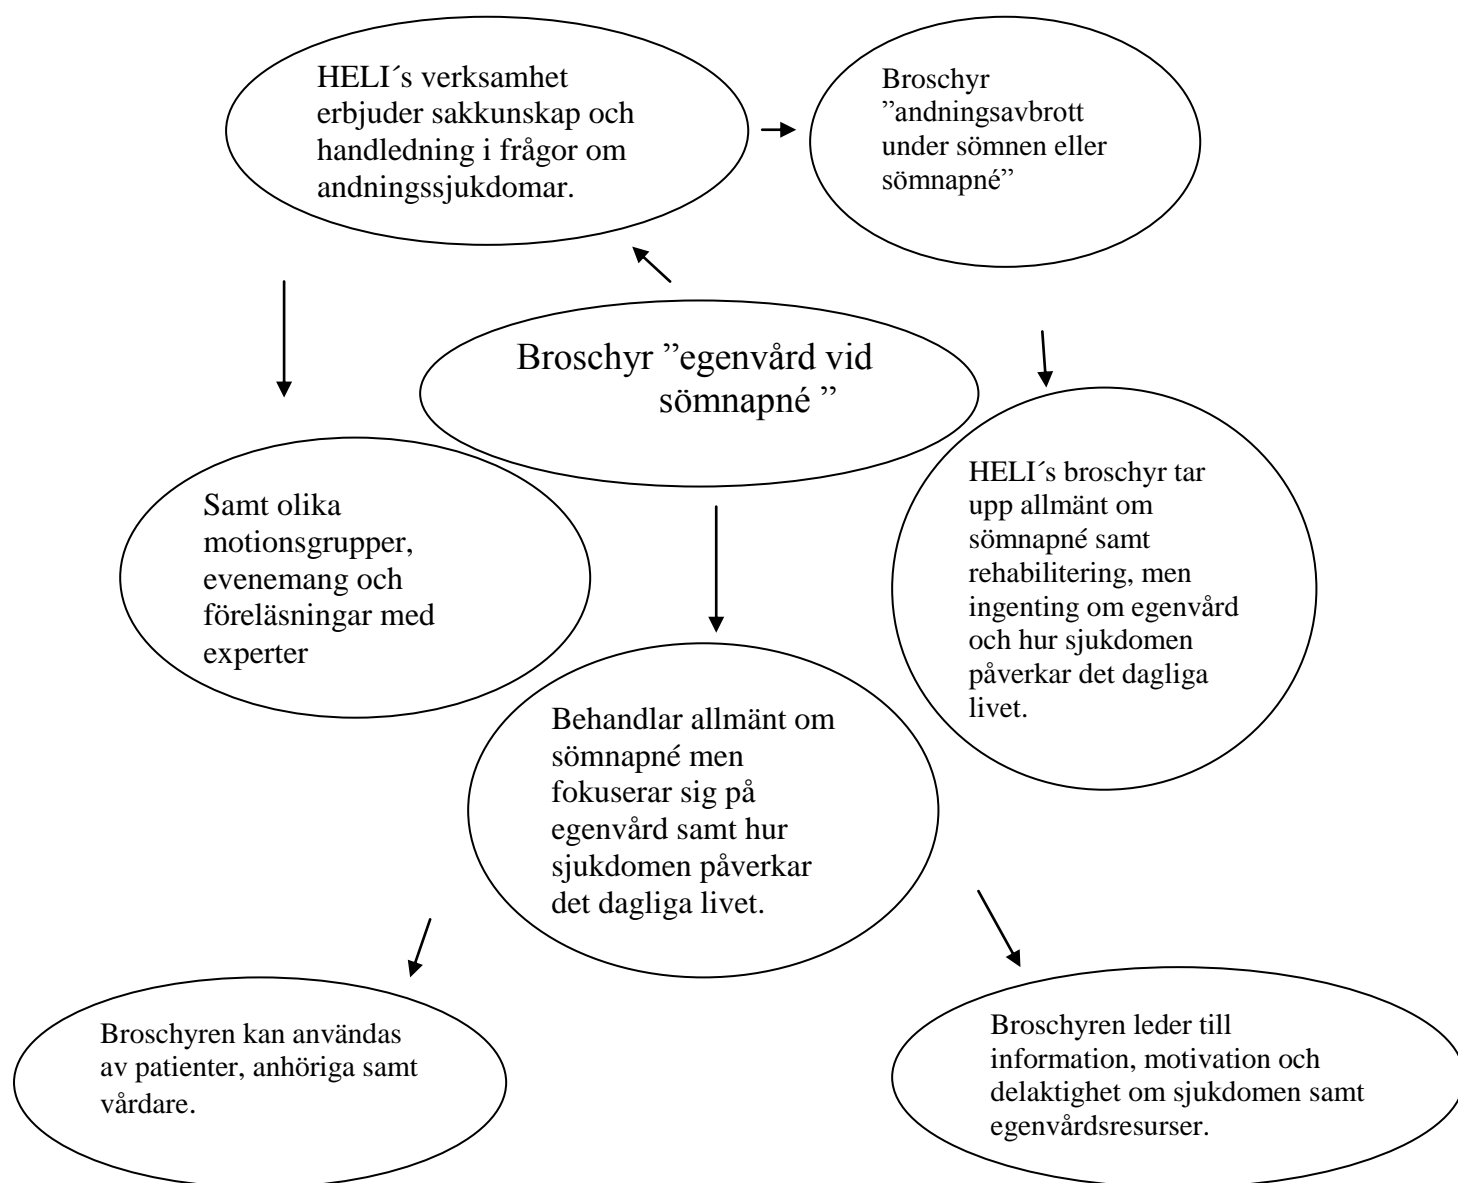 HELI´s verksamhet
erbjuder sakkunskap och
handledning i frågor om
andningssjukdomar.
Broschyr
”andningsavbrott
under sömnen eller
sömnapné”
Broschyr ”egenvård vid
sömnapné ”
Samt olika
motionsgrupper,
evenemang och
föreläsningar med
experter
HELI´s broschyr tar
upp allmänt om
sömnapné samt
rehabilitering, men
ingenting om egenvård
och hur sjukdomen
påverkar det dagliga
livet.
Behandlar allmänt om
sömnapné men
fokuserar sig på
egenvård samt hur
sjukdomen påverkar
det dagliga livet.
Broschyren kan användas
av patienter, anhöriga samt
vårdare.
Broschyren leder till
information, motivation och
delaktighet om sjukdomen samt
egenvårdsresurser.